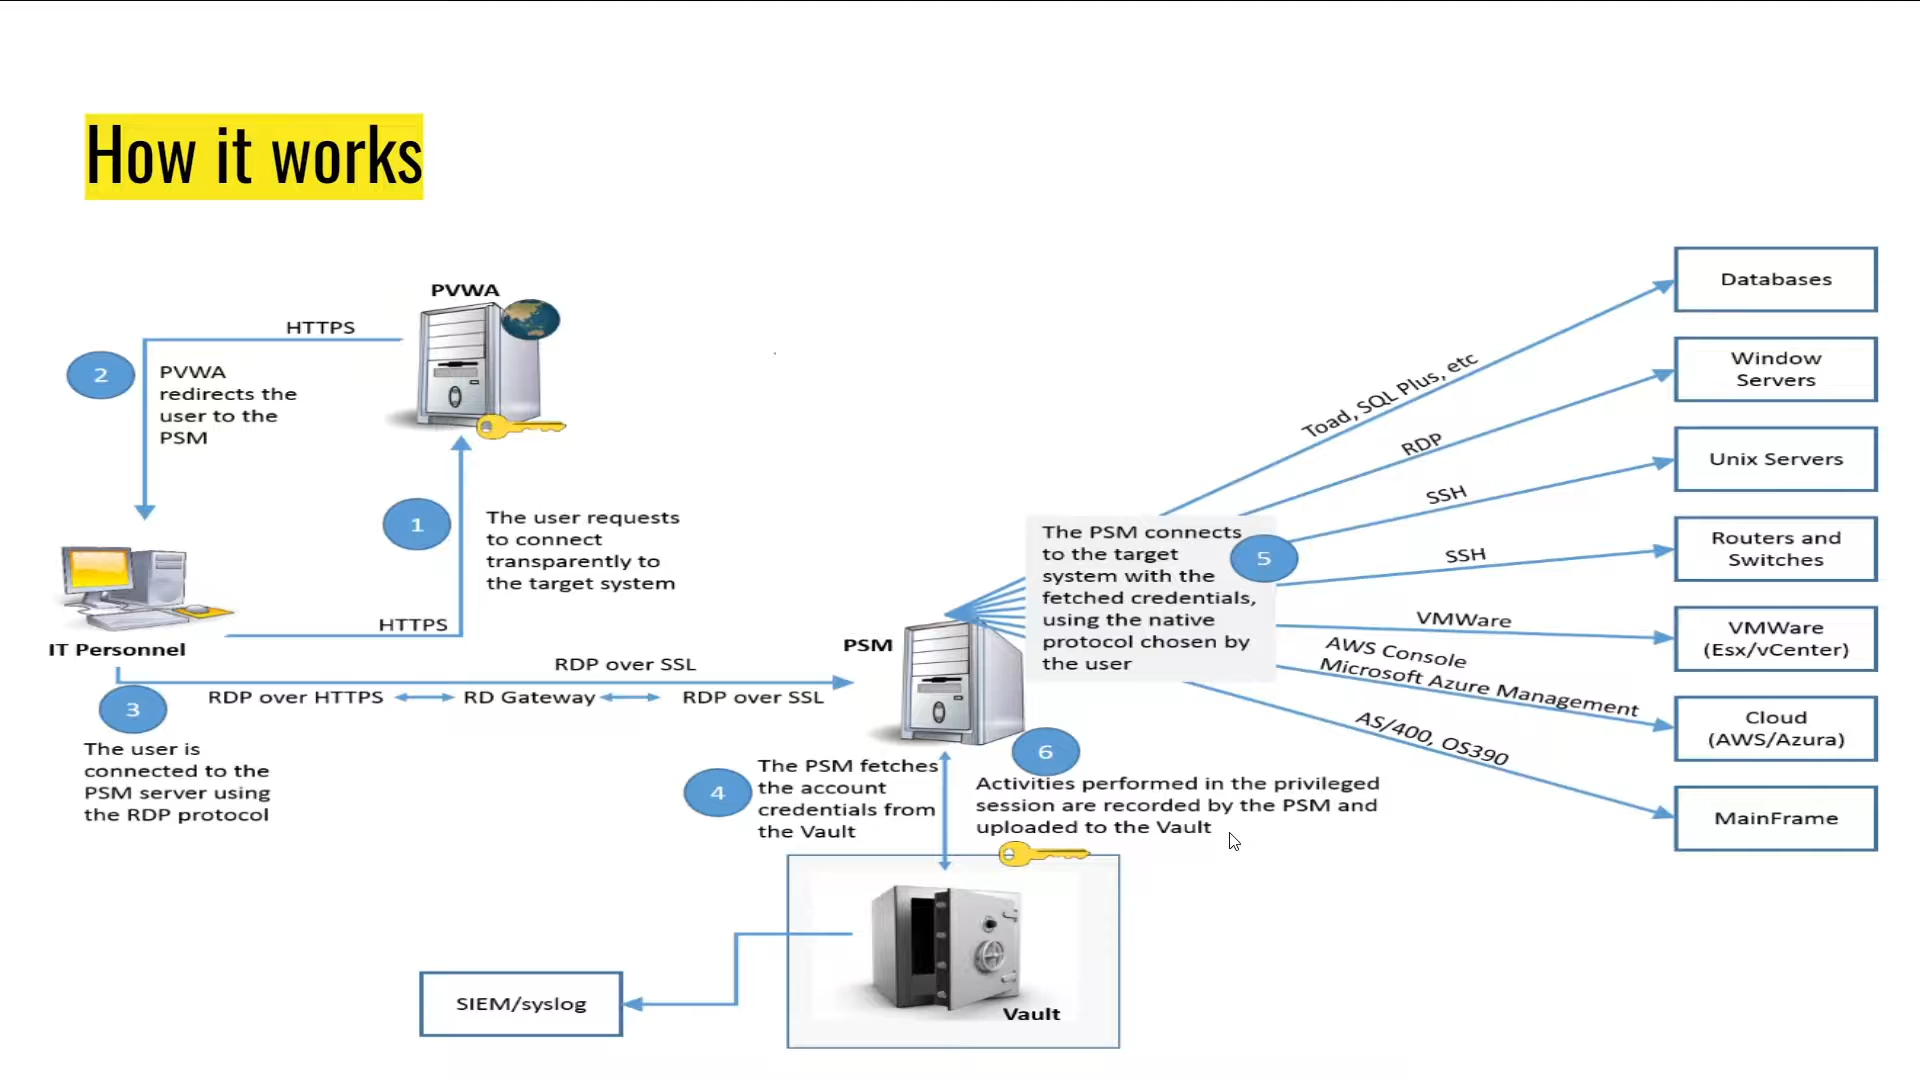 How it works
PVWA
HTTPS
2
PVWA
redirects the
user to the
PSM
1
The user requests
to connect
transparently to
the target system
HTTPS
IT Personnel
RDP over SSL
RDP over HTTPS
RD Gateway
RDP over SSL
3
The user is
connected to the
PSM server using
the RDP protocol
PSM
4
The PSM fetches
the account
credentials from
the Vault
The PSM connects
to the target
system with the
fetched credentials,
using the native
protocol chosen by
the user
5
6
Activities performed in the privileged
session are recorded by the PSM and
uploaded to the Vault
Vault
SIEM/syslog
Toad, SQL Plus, etc
RDP
SSH
SSH
VMWare
AWS Console
Microsoft Azure Management
AS/400, OS390
Databases
Window
Servers
Unix Servers
Routers and
Switches
VMWare
(Esx/vCenter)
Cloud
(AWS/Azura)
MainFrame